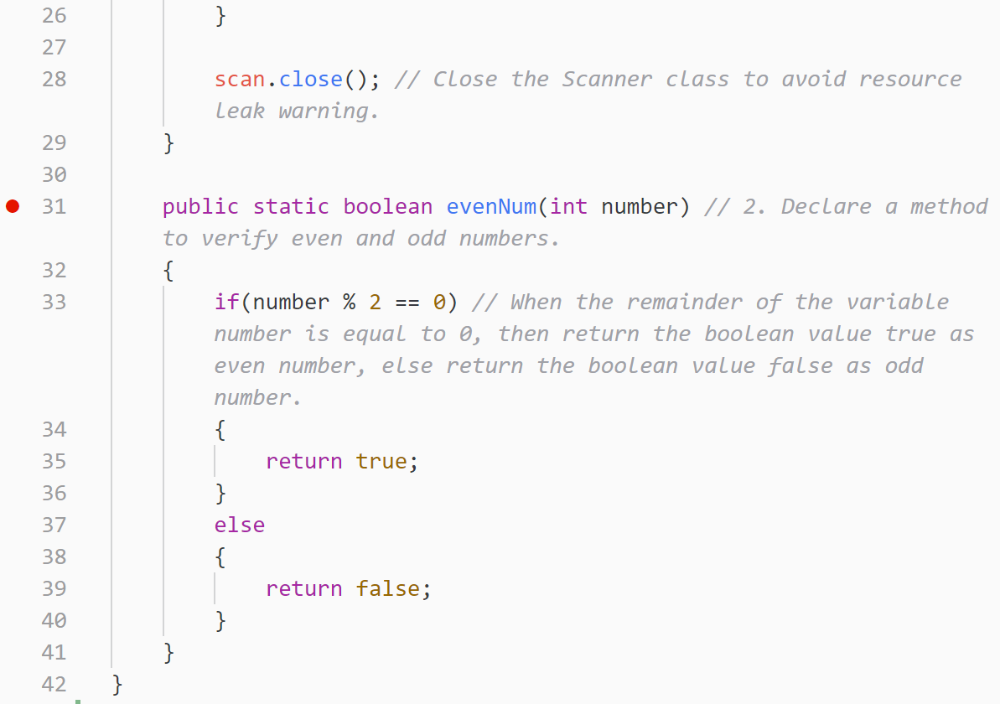 26 }
27
28 scan.close(); // Close the Scanner class to avoid resource
leak warning.
29 }
30
31 public static boolean evenNum(int number) // 2. Declare a method
to verify even and odd numbers.
32 {
33 if(number % 2 == 0) // When the remainder of the variable
number is equal to 0, then return the boolean value true as
even number, else return the boolean value false as odd
number.
34 {
35 return true;
36 }
37 else
38 {
39 return false;
40 }
41 }
42 }